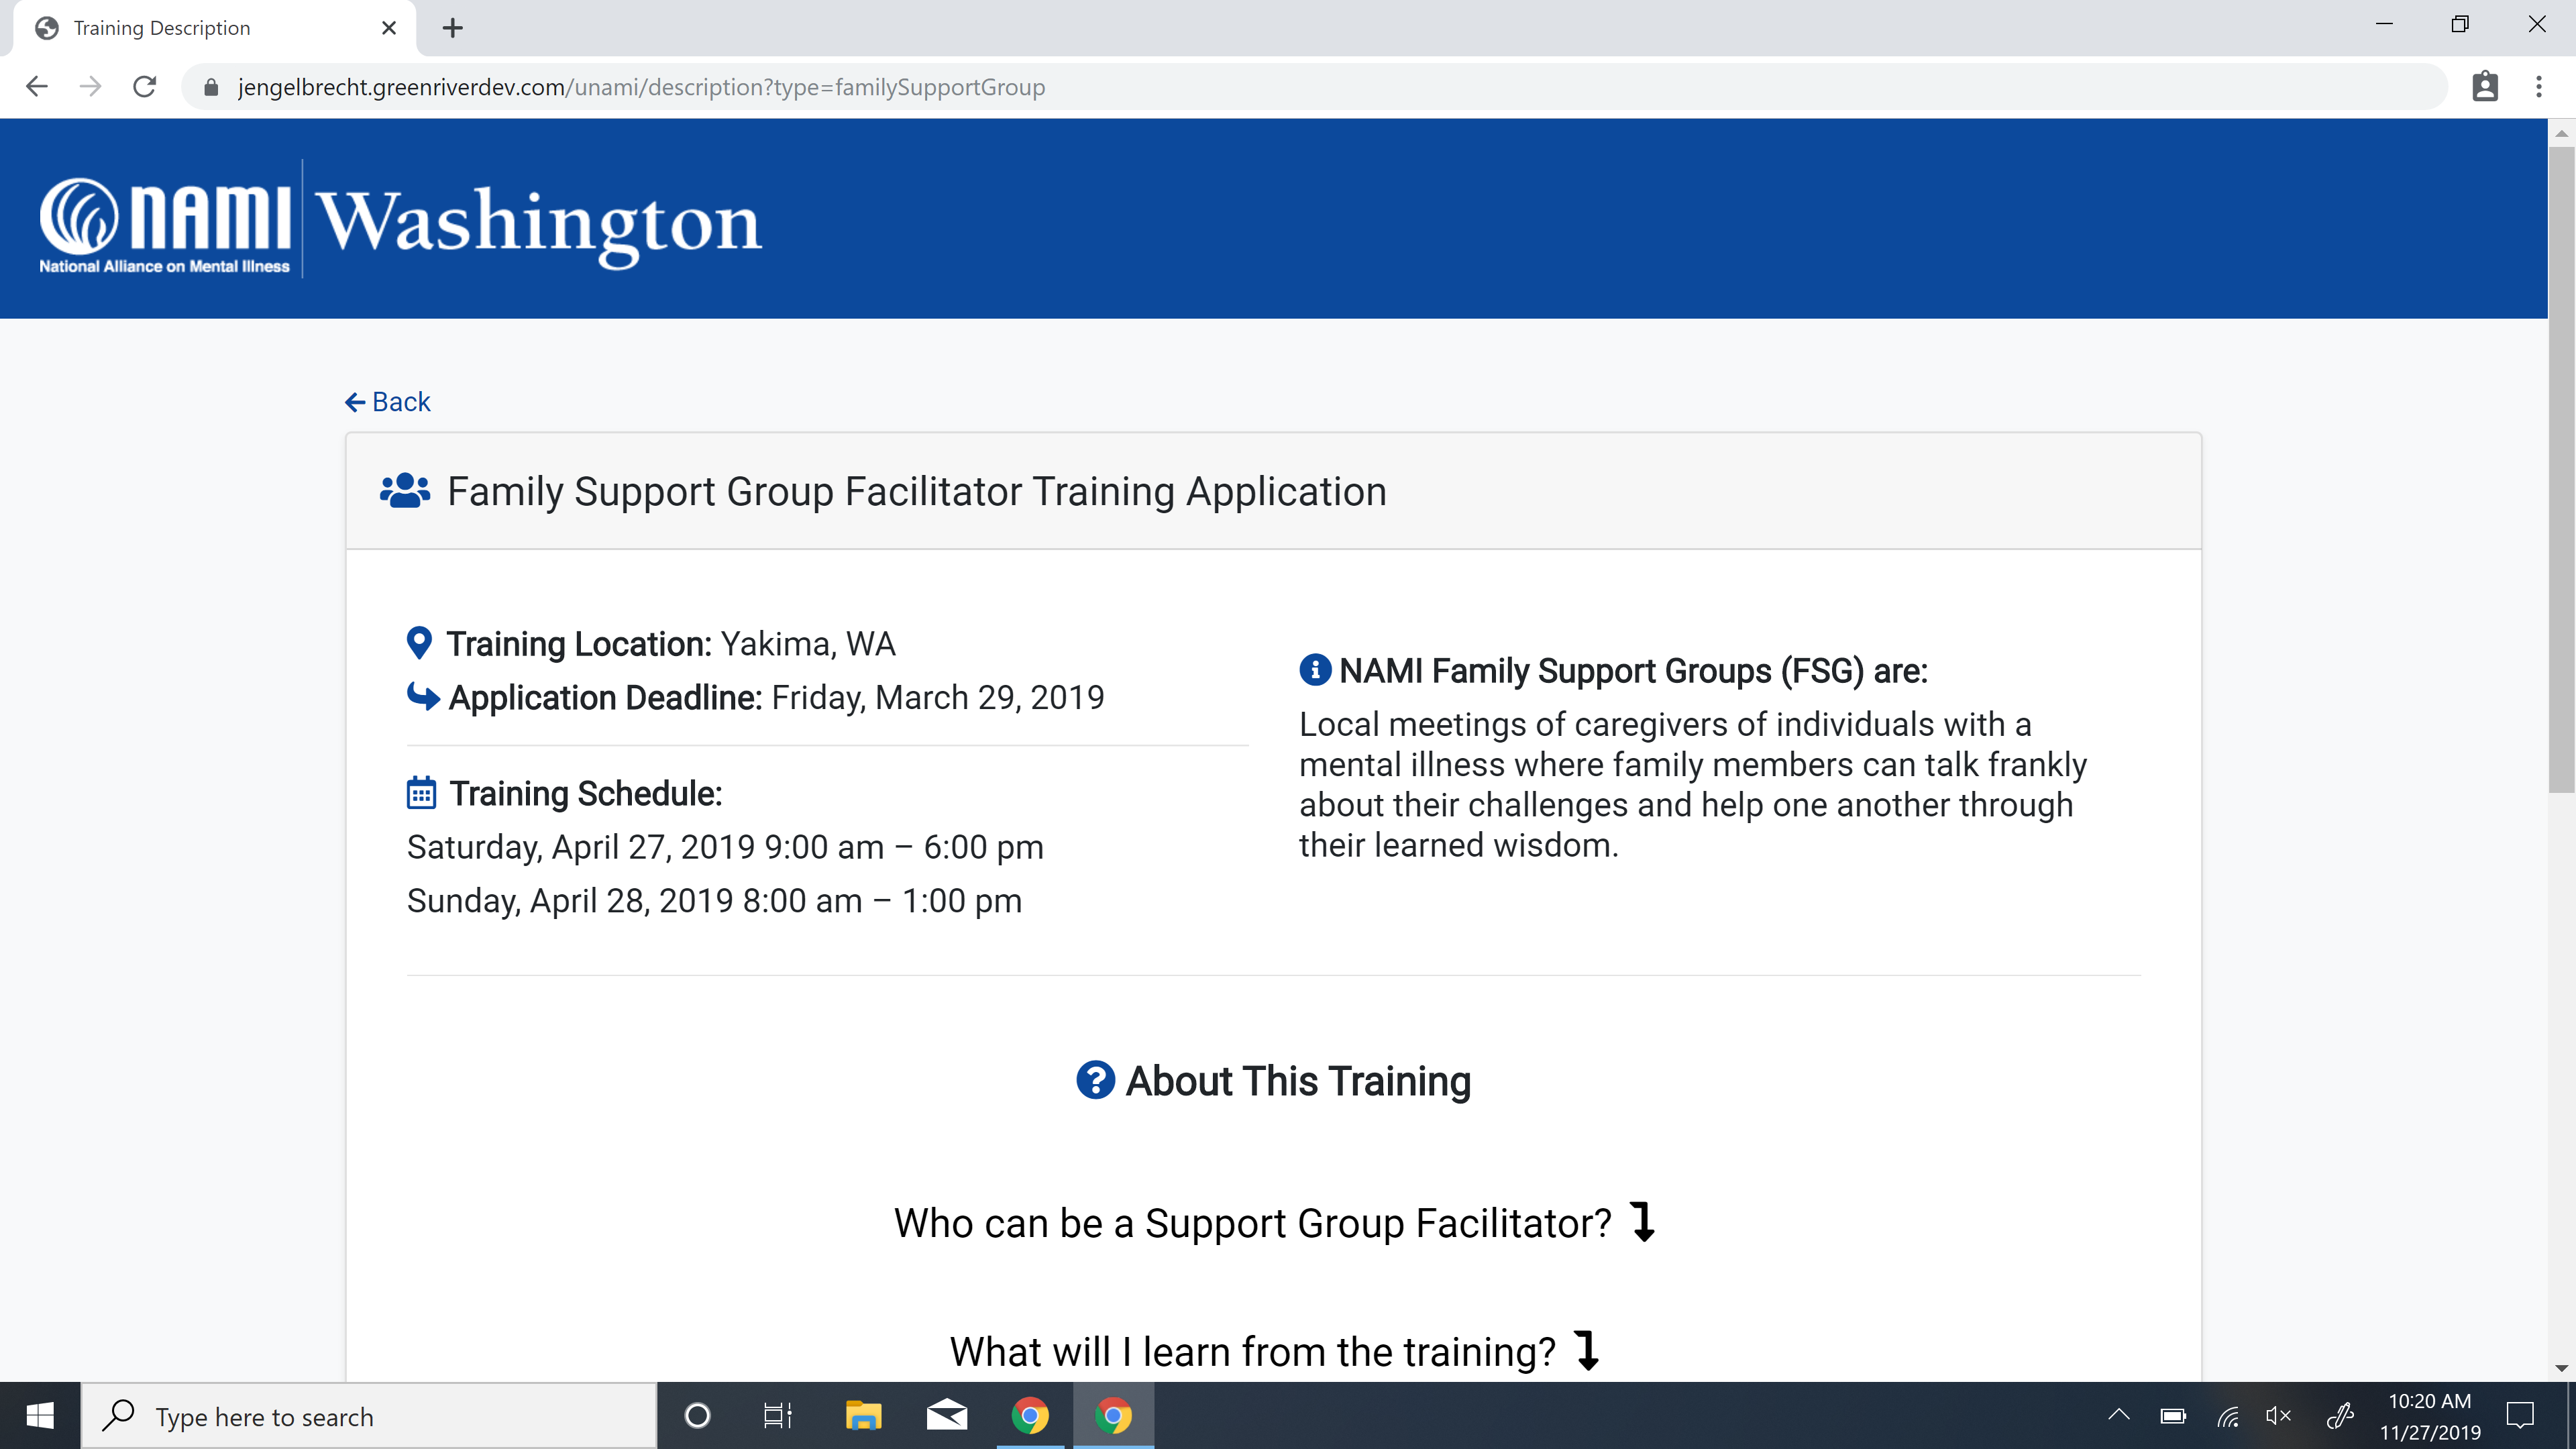 Training Description
jengelbrecht.greenriverdev.com/unami/description?type=familySupportGroup
NAMI
National Alliance on Mental Illness
Washington
Back
Family Support Group Facilitator Training Application
Training Location: Yakima, WA
Application Deadline: Friday, March 29, 2019
Training Schedule:
Saturday, April 27, 2019 9:00 am – 6:00 pm
Sunday, April 28, 2019 8:00 am – 1:00 pm
NAMI Family Support Groups (FSG) are:
Local meetings of caregivers of individuals with a
mental illness where family members can talk frankly
about their challenges and help one another through
their learned wisdom.
About This Training
Who can be a Support Group Facilitator?
What will I learn from the training?
Type here to search
10:20 AM
11/27/2019